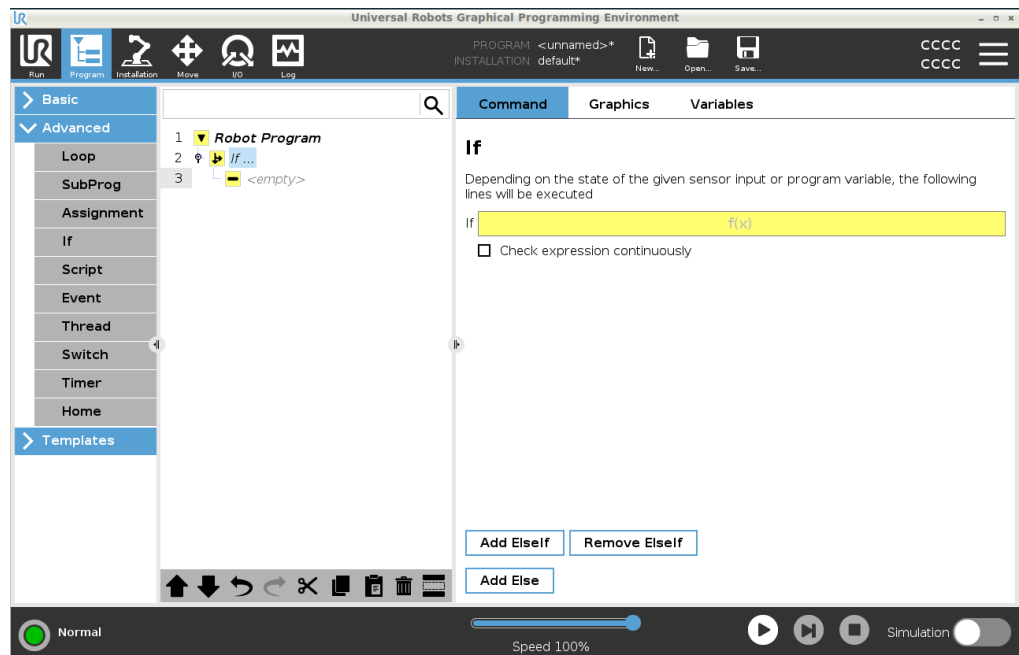 Universal Robots Graphical Programming Environment
UR
Run
Program
Installation
Move
I/O
Log
PROGRAM <unnamed>*
INSTALLATION default*
New...
Open...
Save...
CCCC
CCCC
Basic
Advanced
Loop
SubProg
Assignment
If
Script
Event
Thread
Switch
Timer
Home
Templates
1 Robot Program
2 If ...
3 <empty>
Command Graphics Variables
If
Depending on the state of the given sensor input or program variable, the following
lines will be executed
If f(x)
Check expression continuously
Add ElseIf Remove ElseIf
Add Else
Normal
Speed 100%
Simulation